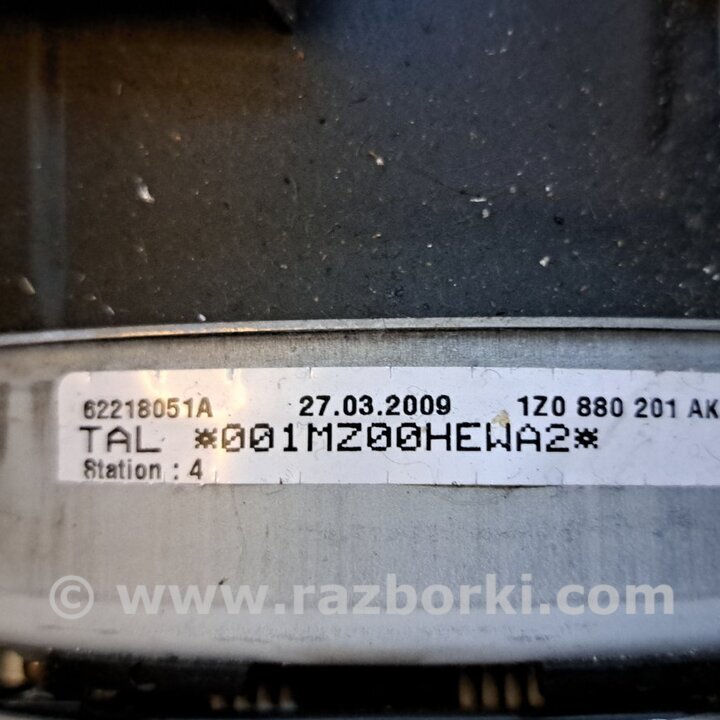 62218051A 27.03.2009 1Z0 880 201 AK
TAL *001MZ00HEWA2*
Station : 4
© www.razborki.com